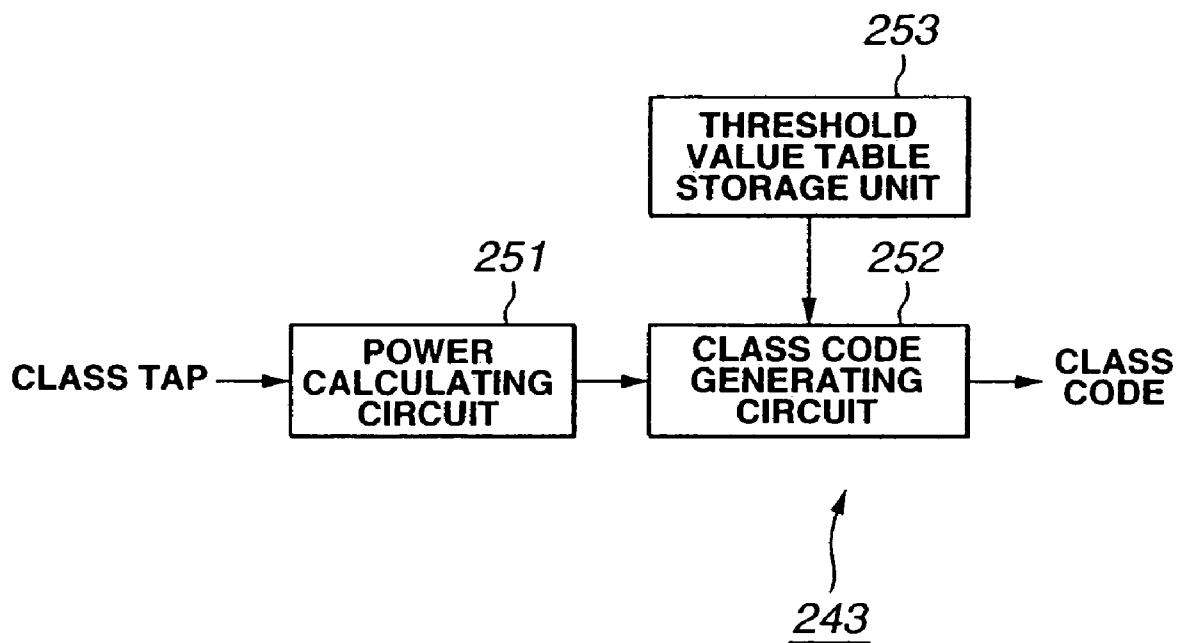 253
THRESHOLD
VALUE TABLE
STORAGE UNIT
251
252
CLASS TAP
POWER
CALCULATING
CIRCUIT
CLASS CODE
GENERATING
CIRCUIT
CLASS
CODE
243